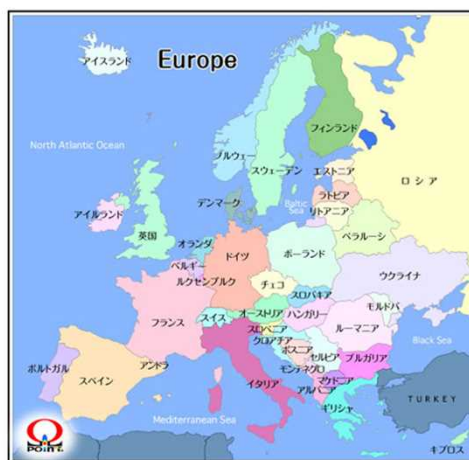 アイスランド
Europe
フィンランド
North Atlantic Ocean
ノルウェー
スウェーデン
エストニア
ロシア
Baltic
Sea
ラトビア
デンマーク
リトアニア
アイルランド
ベラルーシ
英国
オランダ
ドイツ
ポーランド
ベルギー
ウクライナ
ルクセンブルク
チェコ
スロバキア
モルドバ
オーストリア
ハンガリー
フランス
スイス
ルーマニア
スロベニア
クロアチア
ボスニア
セルビア
Black Sea
ブルガリア
モンテネグロ
アンドラ
ポルトガル
スペイン
イタリア
マケドニア
アルバニア
TURKEY
ギリシャ
Mediterranean Sea
POINT
キプロス